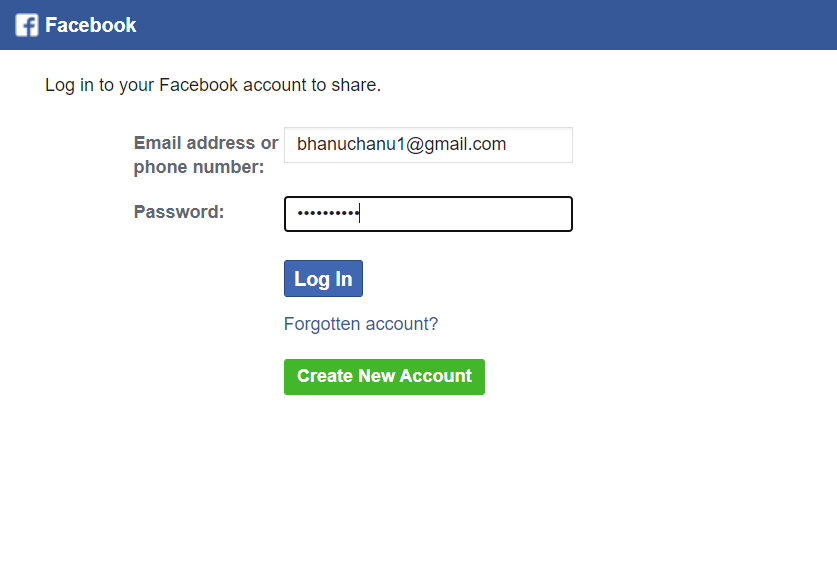 Facebook
Log in to your Facebook account to share.
Email address or
phone number:
bhanuchanu1@gmail.com
Password:
••••••••••
Log In
Forgotten account?
Create New Account